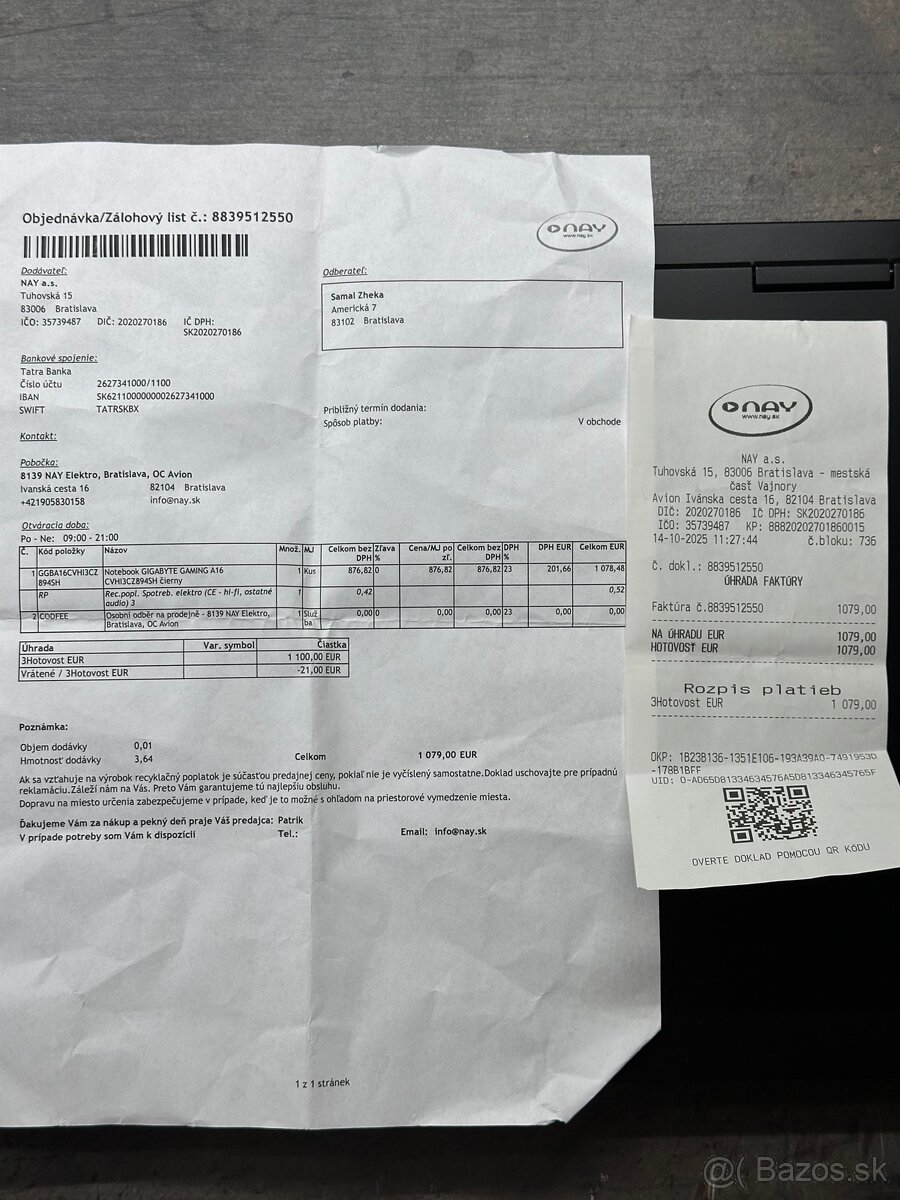 Objednávka/Zálohový list č.: 8839512550
NAY
www.nay.sk
Dodávateľ:
NAY a.s.
Tuhovská 15
83006 Bratislava
IČO: 35739487 DIČ: 2020270186 IČ DPH: SK2020270186
Odberateľ:
Samal Zheka
Americká 7
83102 Bratislava
Bankové spojenie:
Tatra Banka
Číslo účtu 2627341000/1100
IBAN SK6211000000002627341000
SWIFT TATRSKBX
Približný termín dodania:
Spôsob platby: V obchode
Kontakt:
Pobočka:
8139 NAY Elektro, Bratislava, OC Avion
Ivanská cesta 16 82104 Bratislava
+421905830158 info@nay.sk
Otváracia doba:
Po - Ne: 09:00 - 21:00
Č. Kód položky Názov Množ. MJ Celkom bez DPH Zľava % Cena/MJ po zľ. Celkom bez DPH DPH % DPH EUR Celkom EUR
1 GGBA16CVHI3CZ894SH Notebook GIGABYTE GAMING A16 CVHI3CZ894SH čierny 1 Kus 876,82 0 876,82 876,82 23 201,66 1 078,48
RP Rec.popl. Spotreb. elektro (CE - hi-fi, ostatné audio) 3 1 0,42 0,52
2 CODFEE Osobní odběr na prodejně - 8139 NAY Elektro, Bratislava, OC Avion 1 Služba 0,00 0 0,00 0,00 23 0,00 0,00
Úhrada Var. symbol Čiastka
3Hotovost EUR 1 100,00 EUR
Vrátené / 3Hotovost EUR -21,00 EUR
Poznámka:
Objem dodávky 0,01
Hmotnosť dodávky 3,64 Celkom 1 079,00 EUR
Ak sa vzťahuje na výrobok recyklačný poplatok je súčasťou predajnej ceny, pokiaľ nie je vyčíslený samostatne.Doklad uschovajte pre prípadnú
reklamáciu.Záleží nám na Vás. Preto Vám garantujeme tú najlepšiu obsluhu.
Dopravu na miesto určenia zabezpečujeme v prípade, keď je to možné s ohľadom na priestorové vymedzenie miesta.
Ďakujeme Vám za nákup a pekný deň praje Váš predajca: Patrik
V prípade potreby som Vám k dispozícii Tel.: Email: info@nay.sk
1 z 1 stránek
NAY
www.nay.sk
NAY a.s.
Tuhovská 15, 83006 Bratislava - mestská
časť Vajnory
Avion Ivánska cesta 16, 82104 Bratislava
DIČ: 2020270186 IČ DPH: SK2020270186
IČO: 35739487 KP: 88820202701860015
14-10-2025 11:27:44 č.bloku: 736
Č. dokl.: 8839512550
ÚHRADA FAKTÚRY
Faktúra č.8839512550 1079,00
NA ÚHRADU EUR 1079,00
HOTOVOSŤ EUR 1079,00
Rozpis platieb
3Hotovost EUR 1 079,00
OKP: 1B23B136-1351E106-193A39A0-7491953D
-178B1BFF
UID: O-AD65D81334634576A5D813346345765F
OVERTE DOKLAD POMOCOU QR KÓDU
@( Bazos.sk